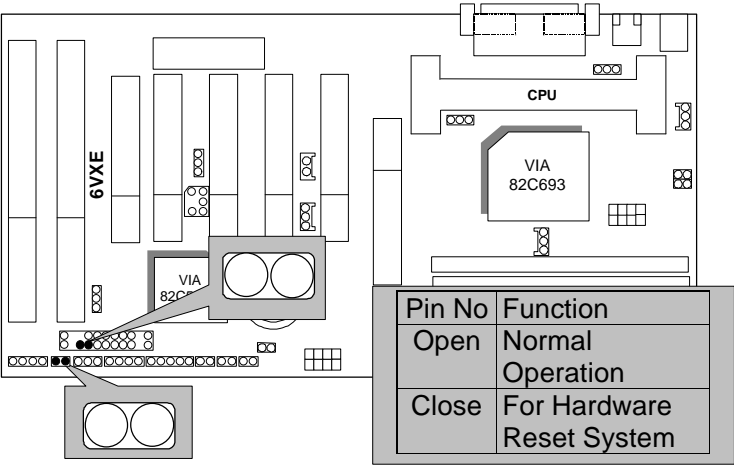 CPU
6VXE
VIA
82C693
VIA
Pin No Function
Open Normal
Operation
Close For Hardware
Reset System